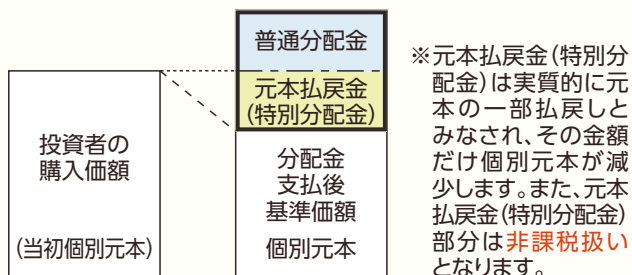 普通分配金
元本払戻金
(特別分配金)
投資者の
購入価額
(当初個別元本)
分配金
支払後
基準価額
個別元本
※元本払戻金(特別分
配金)は実質的に元
本の一部払戻しと
みなされ、その金額
だけ個別元本が減
少します。また、元本
払戻金(特別分配金)
部分は非課税扱い
となります。